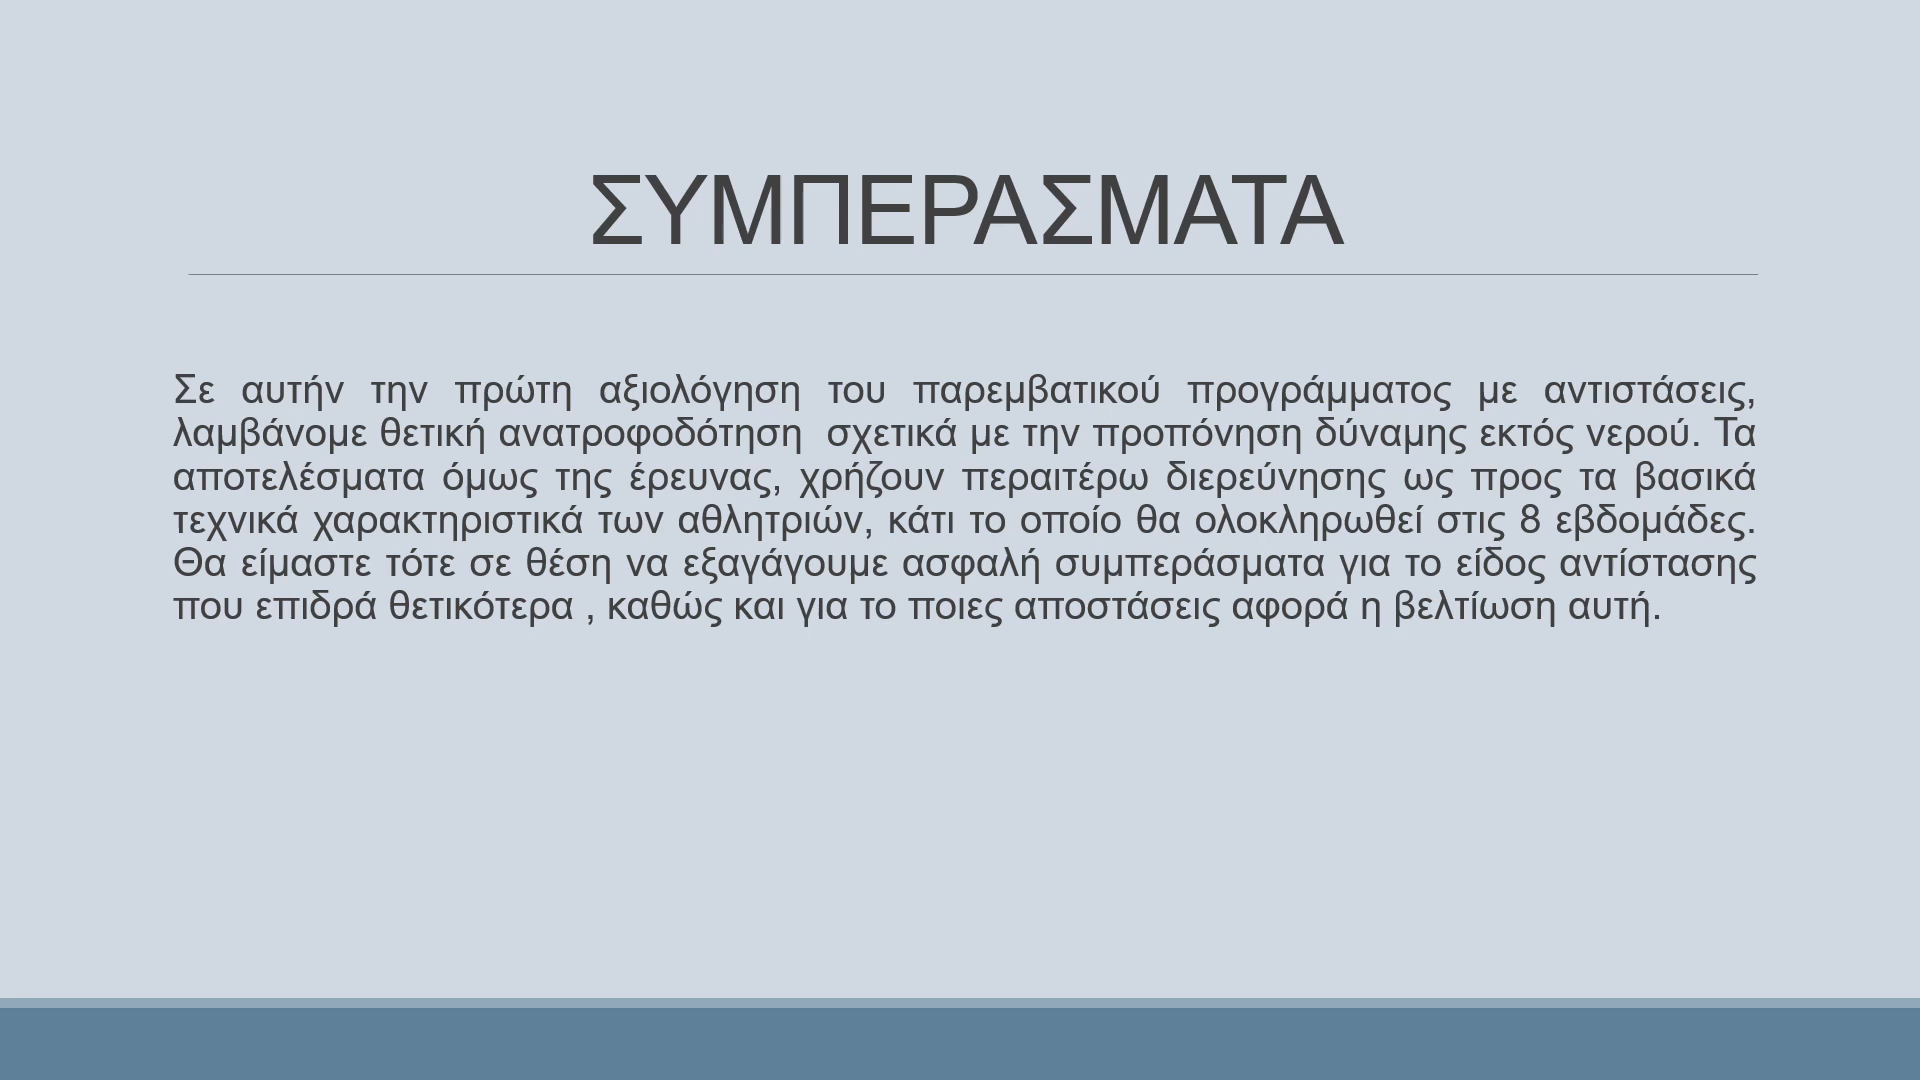 ΣΥΜΠΕΡΑΣΜΑΤΑ
Σε αυτήν την πρώτη αξιολόγηση του παρεμβατικού προγράμματος με αντιστάσεις,
λαμβάνομε θετική ανατροφοδότηση  σχετικά με την προπόνηση δύναμης εκτός νερού. Τα
αποτελέσματα όμως της έρευνας, χρήζουν περαιτέρω διερεύνησης ως προς τα βασικά
τεχνικά χαρακτηριστικά των αθλητριών, κάτι το οποίο θα ολοκληρωθεί στις 8 εβδομάδες.
Θα είμαστε τότε σε θέση να εξαγάγουμε ασφαλή συμπεράσματα για το είδος αντίστασης
που επιδρά θετικότερα , καθώς και για το ποιες αποστάσεις αφορά η βελτίωση αυτή.